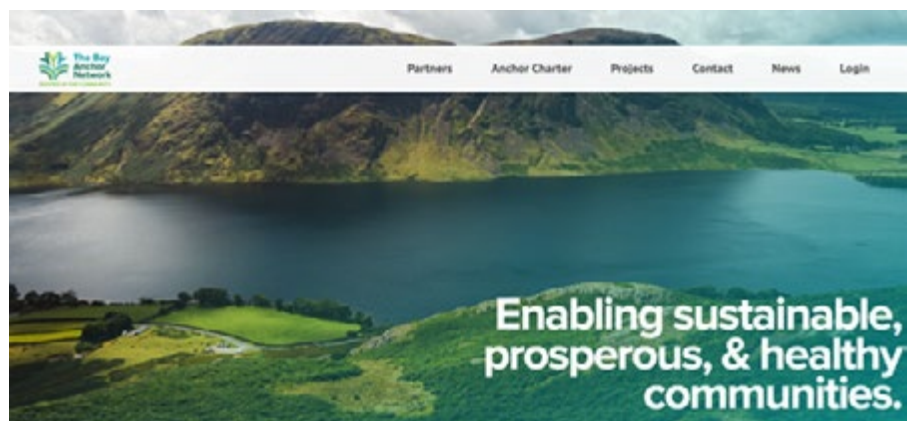 The Bay
Anchor
Network
Partners Anchor Charter Projects Contact News Login
Enabling sustainable,
prosperous, & healthy
communities.